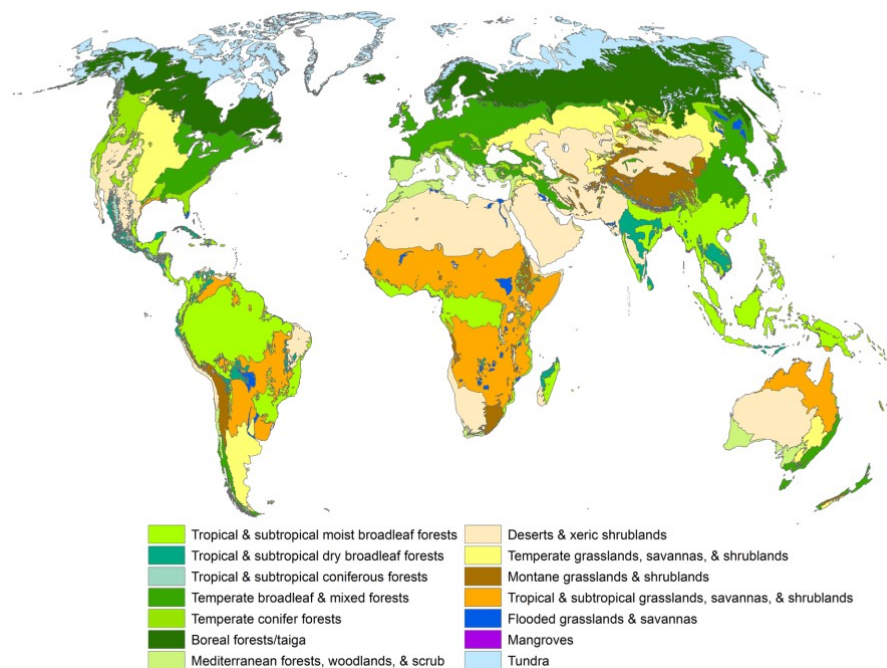 Tropical & subtropical moist broadleaf forests
Tropical & subtropical dry broadleaf forests
Tropical & subtropical coniferous forests
Temperate broadleaf & mixed forests
Temperate conifer forests
Boreal forests/taiga
Mediterranean forests, woodlands, & scrub
Deserts & xeric shrublands
Temperate grasslands, savannas, & shrublands
Montane grasslands & shrublands
Tropical & subtropical grasslands, savannas, & shrublands
Flooded grasslands & savannas
Mangroves
Tundra